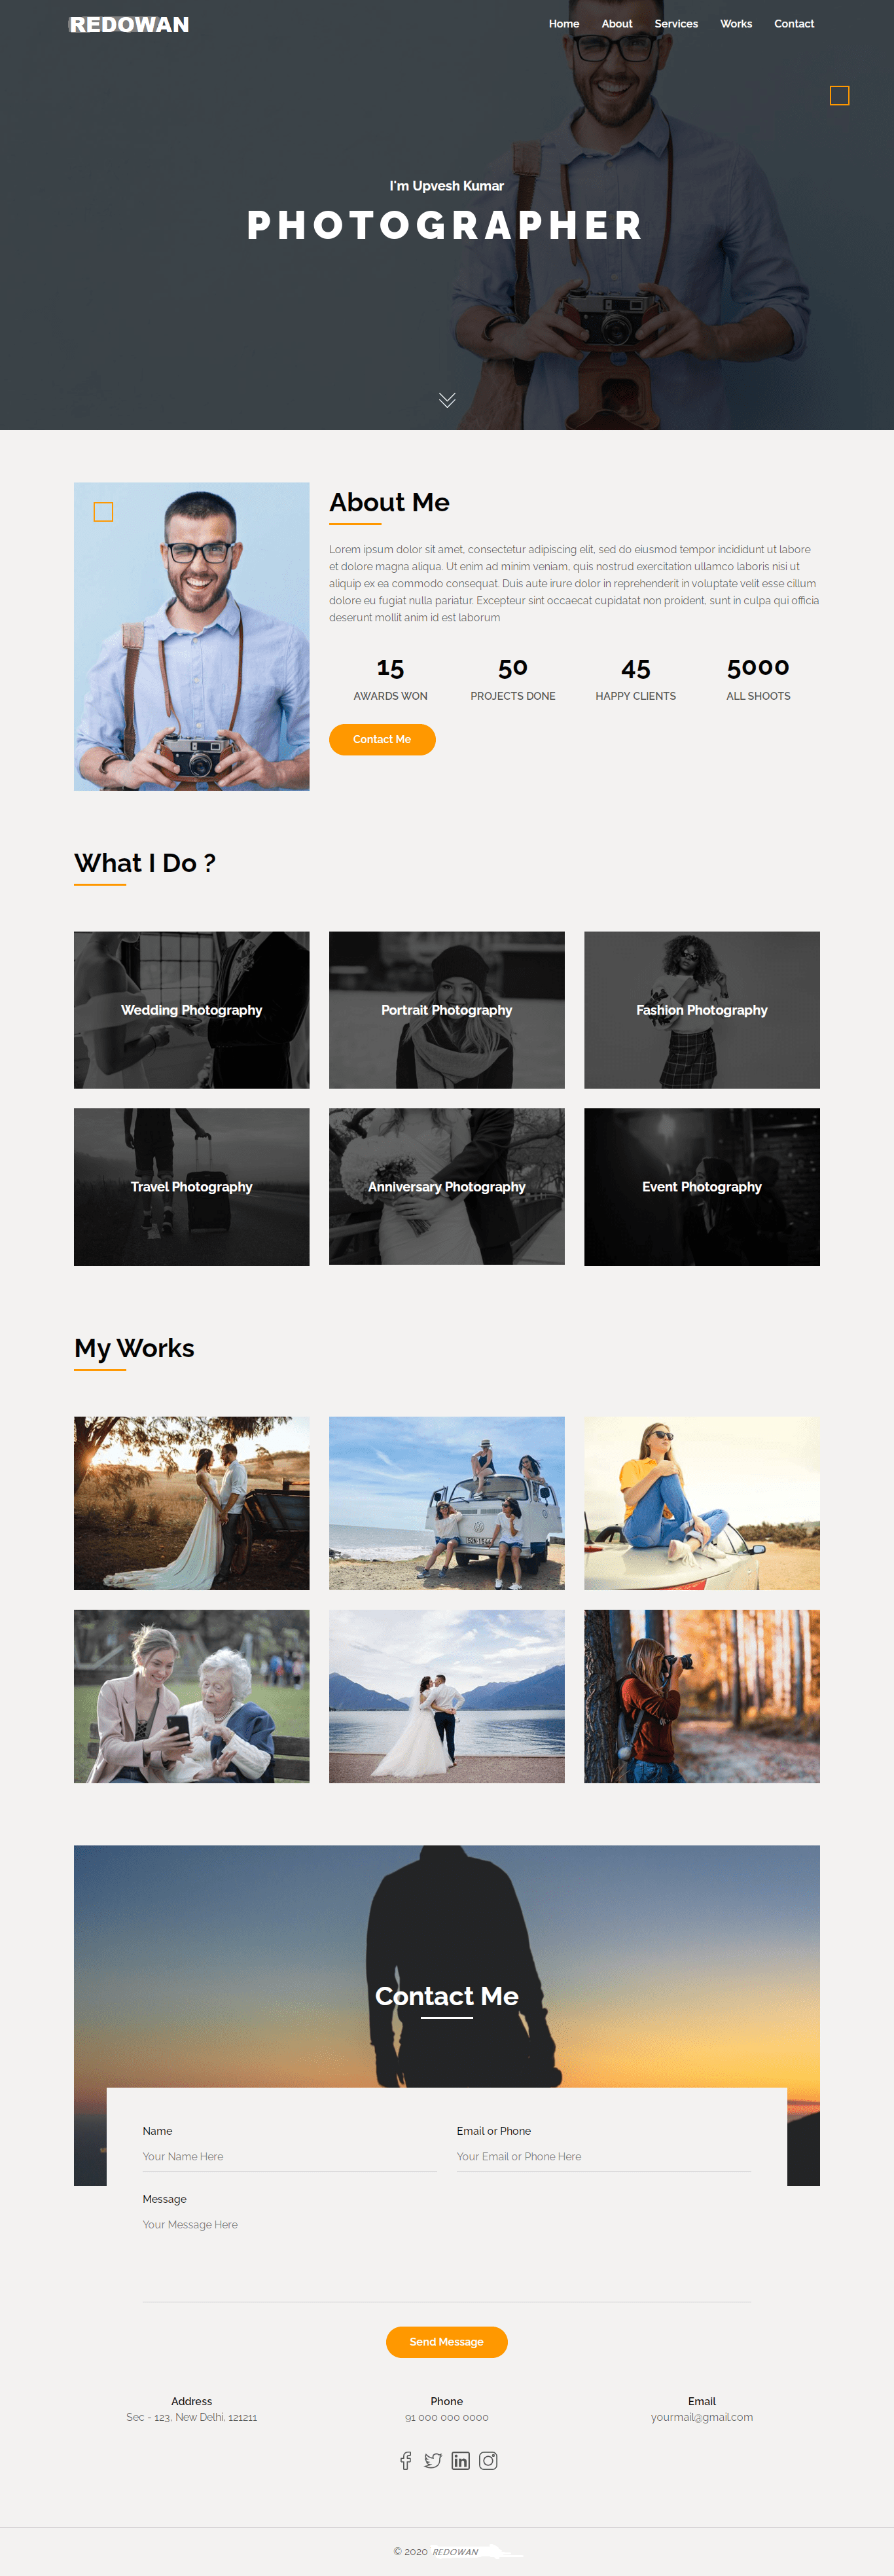 REDOWAN
Home About Services Works Contact
I'm Upvesh Kumar
PHOTOGRAPHER
About Me
Lorem ipsum dolor sit amet, consectetur adipiscing elit, sed do eiusmod tempor incididunt ut labore
et dolore magna aliqua. Ut enim ad minim veniam, quis nostrud exercitation ullamco laboris nisi ut
aliquip ex ea commodo consequat. Duis aute irure dolor in reprehenderit in voluptate velit esse cillum
dolore eu fugiat nulla pariatur. Excepteur sint occaecat cupidatat non proident, sunt in culpa qui officia
deserunt mollit anim id est laborum
15 50 45 5000
AWARDS WON PROJECTS DONE HAPPY CLIENTS ALL SHOOTS
Contact Me
What I Do ?
Wedding Photography Portrait Photography Fashion Photography
Travel Photography Anniversary Photography Event Photography
My Works
Contact Me
Name Email or Phone
Your Name Here Your Email or Phone Here
Message
Your Message Here
Send Message
Address Phone Email
Sec - 123, New Delhi, 121211 91 000 000 0000 yourmail@gmail.com
© 2020 REDOWAN